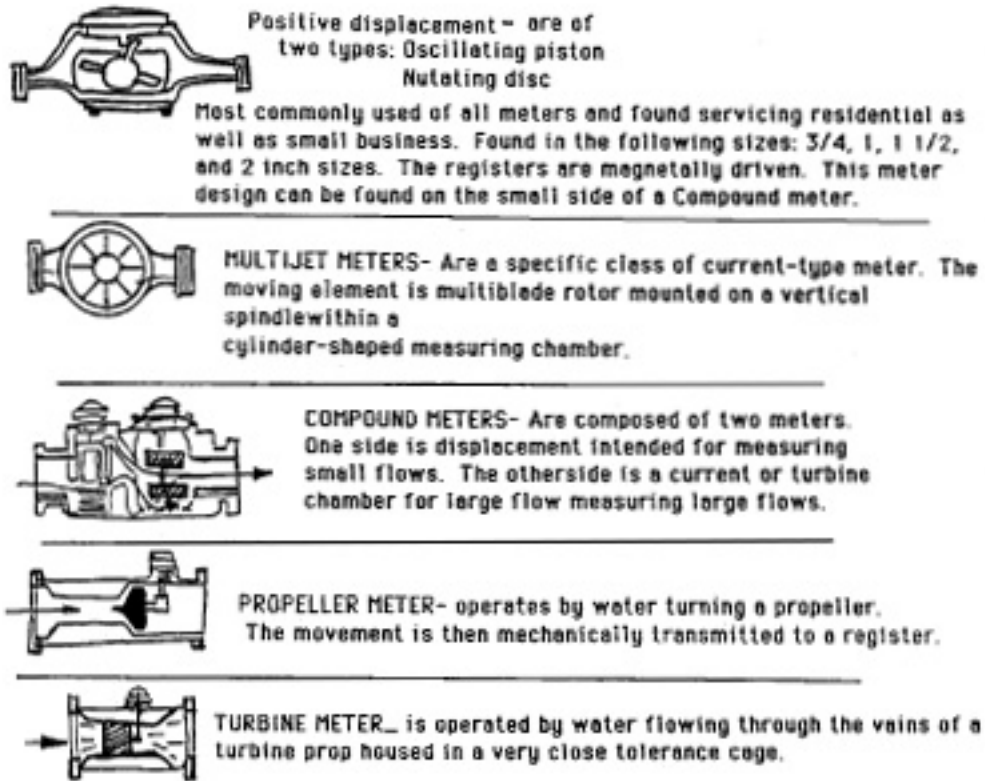 Positive displacement - are of
two types: Oscillating piston
Nutating disc
Most commonly used of all meters and found servicing residential as
well as small business. Found in the following sizes: 3/4, 1, 1 1/2,
and 2 inch sizes. The registers are magnetally driven. This meter
design can be found on the small side of a Compound meter.
MULTIJET METERS- Are a specific class of current-type meter. The
moving element is multiblade rotor mounted on a vertical
spindlewithin a
cylinder-shaped measuring chamber.
COMPOUND METERS- Are composed of two meters.
One side is displacement intended for measuring
small flows. The otherside is a current or turbine
chamber for large flow measuring large flows.
PROPELLER METER- operates by water turning a propeller.
The movement is then mechanically transmitted to a register.
TURBINE METER_ is operated by water flowing through the vains of a
turbine prop housed in a very close tolerance cage.